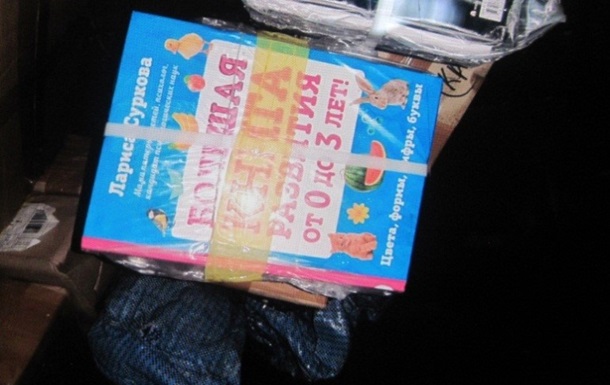 Лариса Суркова
БОЛЬШАЯ
КНИГА
РАЗВИТИЯ
ОТ 0 ДО 3 ЛЕТ!
Цвета, формы, цифры, буквы